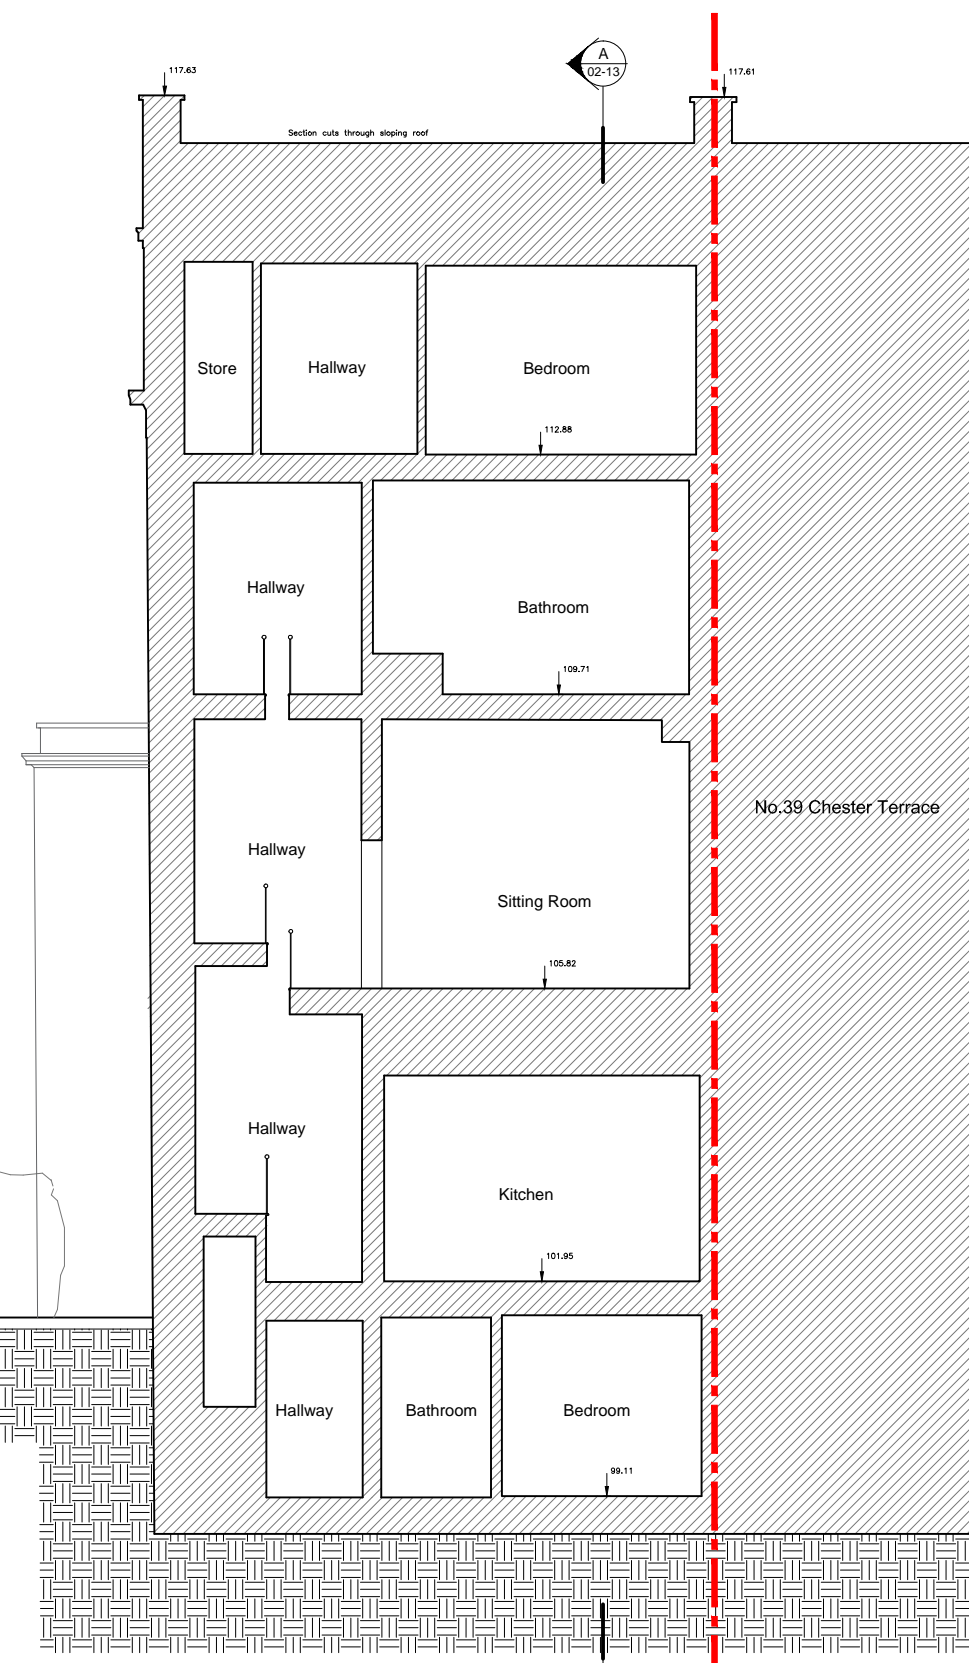 A
02-13
117.63
117.61
Section cuts through sloping roof
Store
Hallway
Bedroom
112.88
Hallway
Bathroom
109.71
No.39 Chester Terrace
Hallway
Sitting Room
105.82
Hallway
Kitchen
101.95
Hallway
Bathroom
Bedroom
99.11